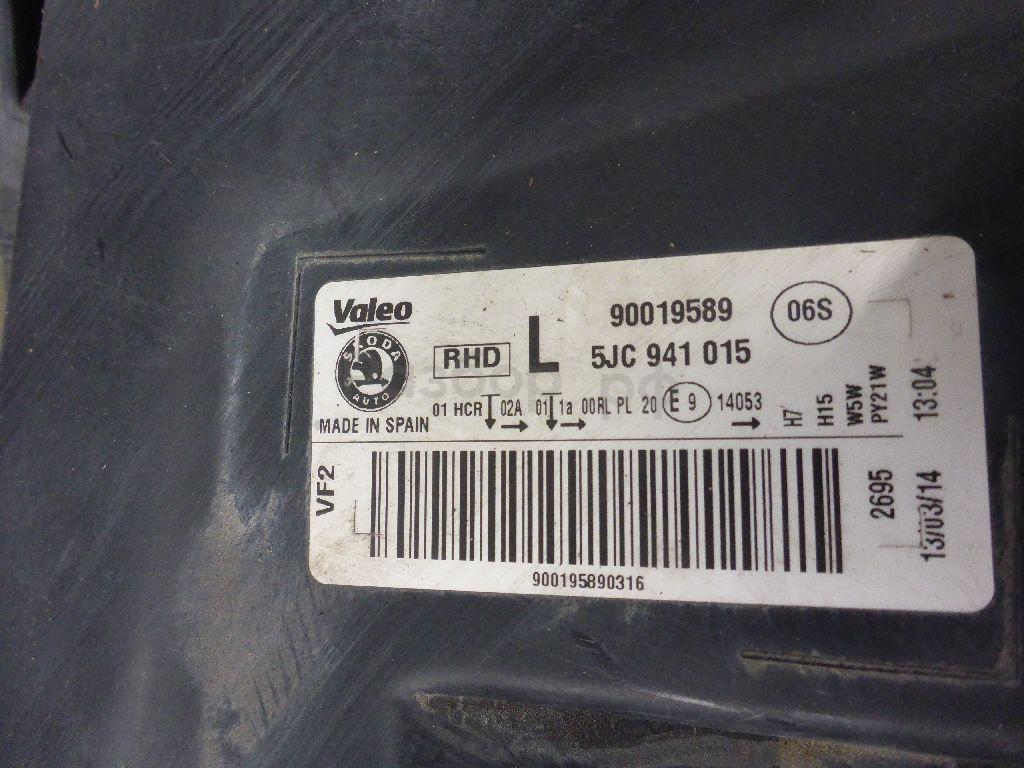 Valeo
90019589
06S
ŠKODA
AUTO
RHD
L
5JC 941 015
01 HCR 02A 01 1a 00RL PL 20 E 9 14053
MADE IN SPAIN
H7
H15
W5W
PY21W
13:04
VF2
2695
13/03/14
900195890316